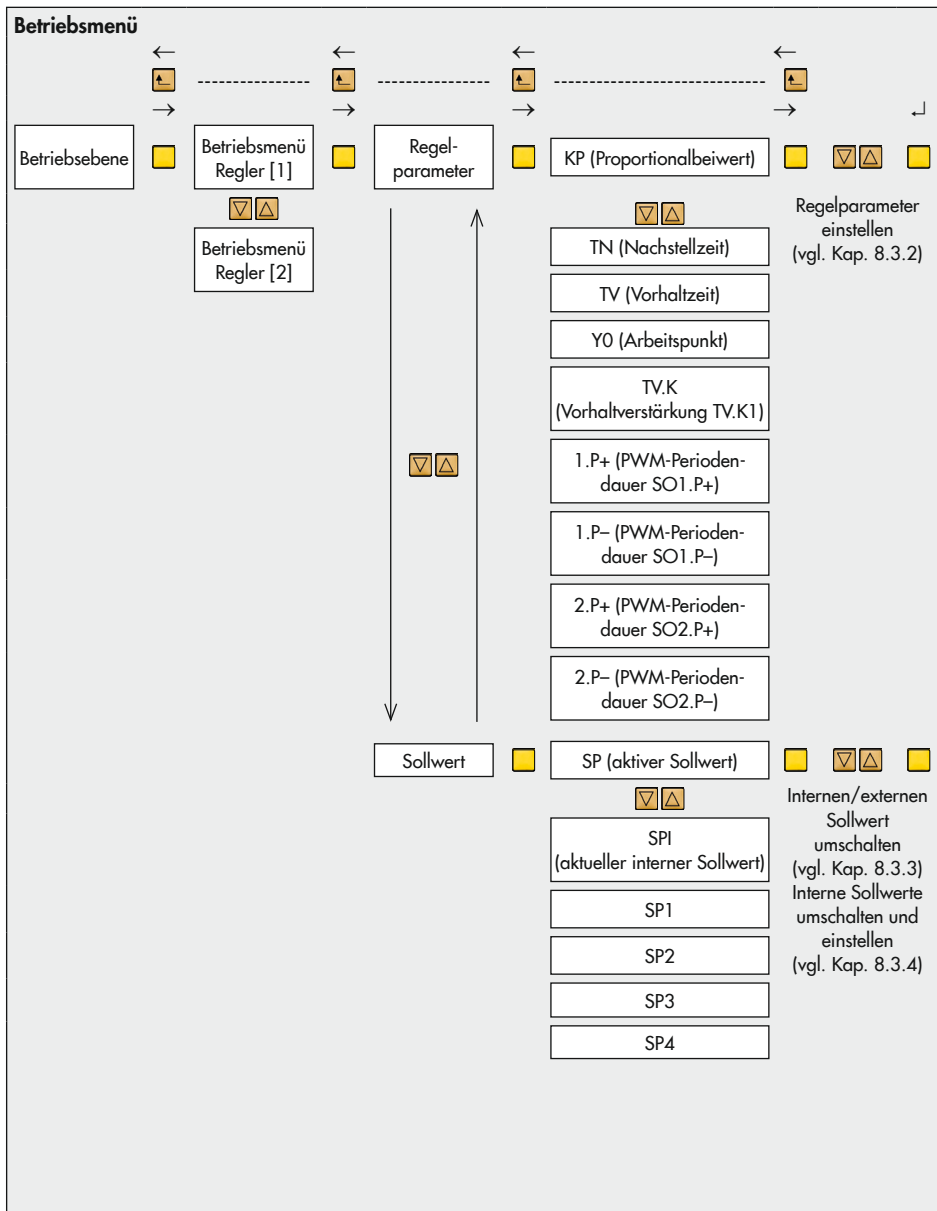 Betriebsmenü
Betriebsebene
Betriebsmenü
Regler [1]
Betriebsmenü
Regler [2]
Regel-
parameter
KP (Proportionalbeiwert)
Regelparameter
einstellen
(vgl. Kap. 8.3.2)
TN (Nachstellzeit)
TV (Vorhaltzeit)
Y0 (Arbeitspunkt)
TV.K
(Vorhaltverstärkung TV.K1)
1.P+ (PWM-Perioden-
dauer SO1.P+)
1.P– (PWM-Perioden-
dauer SO1.P–)
2.P+ (PWM-Perioden-
dauer SO2.P+)
2.P– (PWM-Perioden-
dauer SO2.P–)
Sollwert
SP (aktiver Sollwert)
Internen/externen
Sollwert
umschalten
(vgl. Kap. 8.3.3)
Interne Sollwerte
umschalten und
einstellen
(vgl. Kap. 8.3.4)
SPI
(aktueller interner Sollwert)
SP1
SP2
SP3
SP4